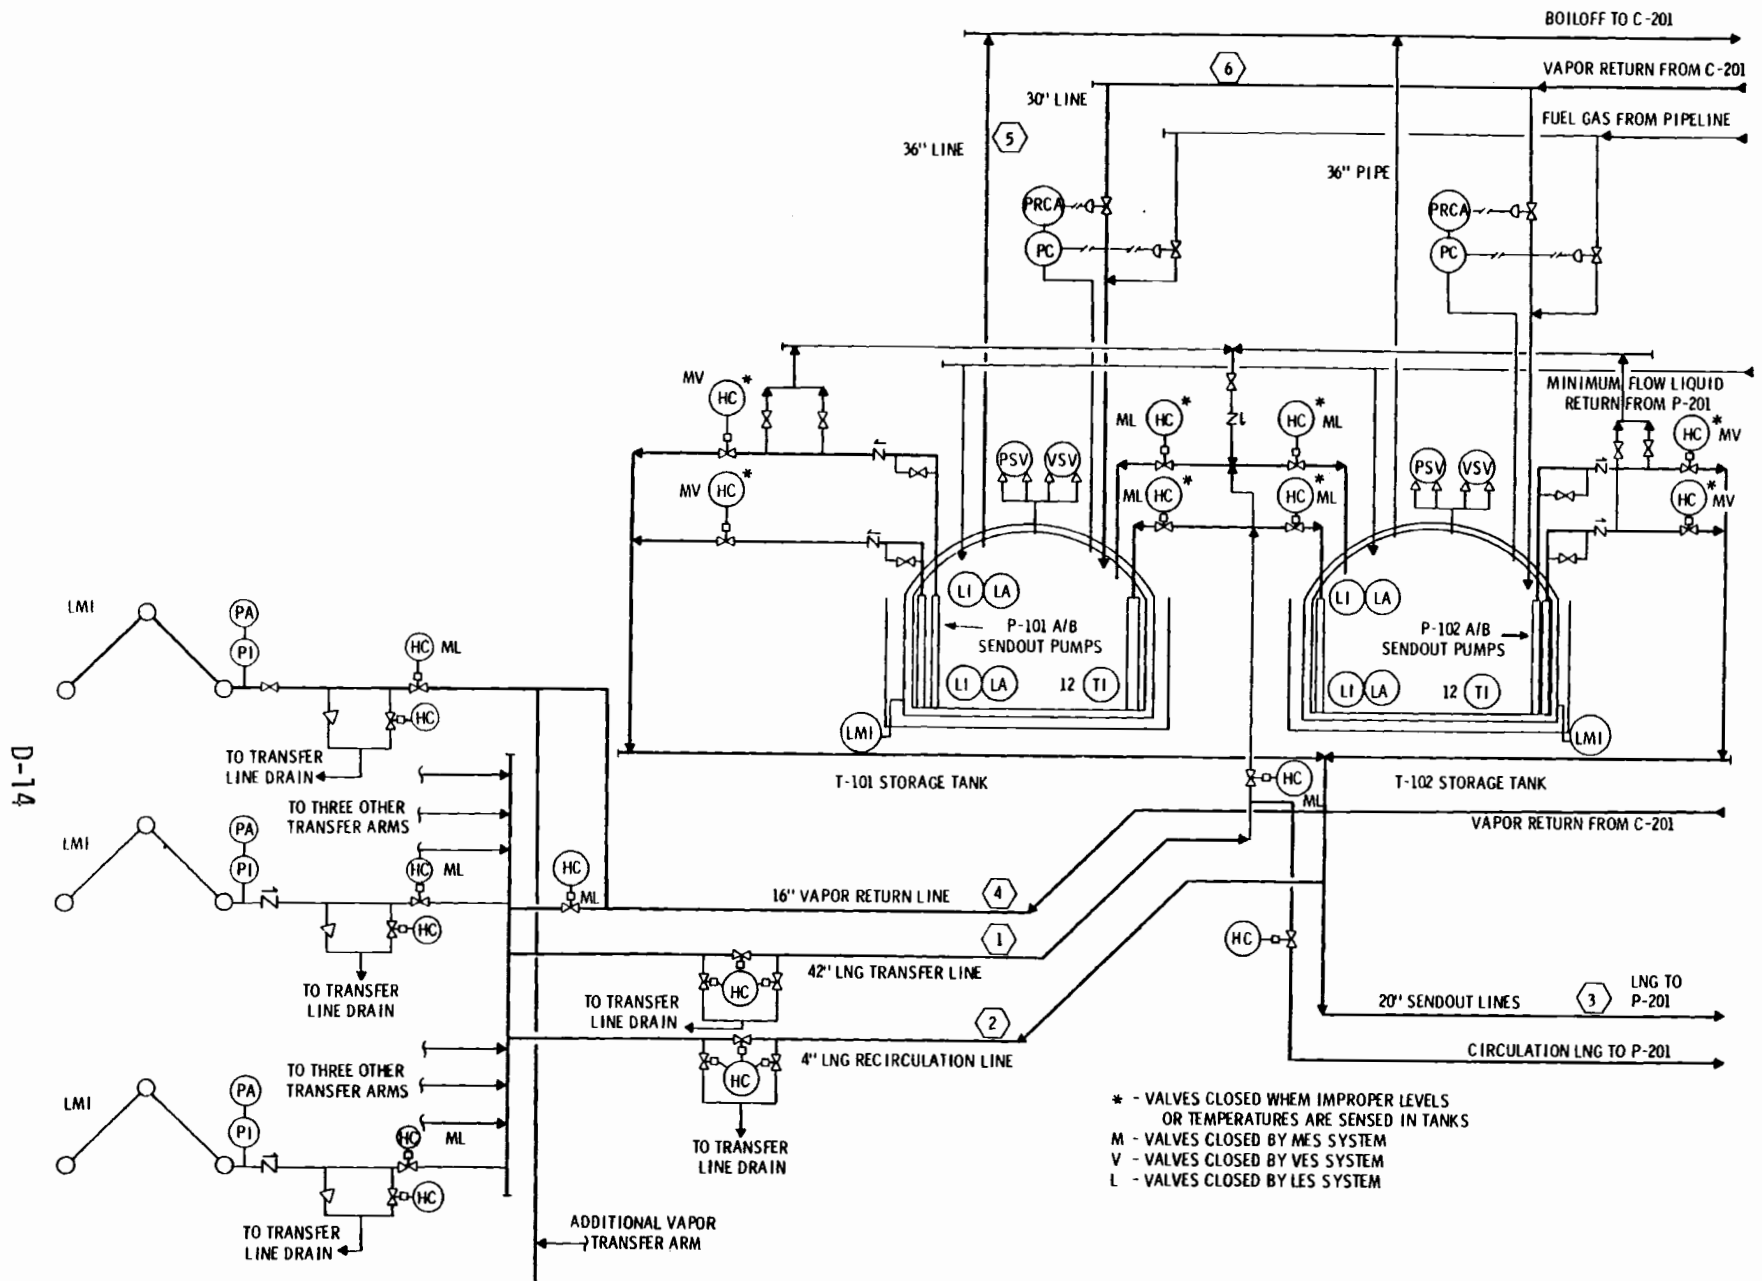 BOILOFF TO C-201
6
VAPOR RETURN FROM C-201
30" LINE
FUEL GAS FROM PIPELINE
5
36" LINE
36" PIPE
PRCA
PRCA
PC
PC
MV
HC
*
MINIMUM FLOW LIQUID
RETURN FROM P-201
ML
HC
*
HC
*
ML
HC
*
MV
PSV
VSV
PSV
VSV
MV
HC
*
ML
HC
*
HC
*
ML
HC
*
MV
LI
LA
LI
LA
P-101 A/B
SENDOUT PUMPS
P-102 A/B
SENDOUT PUMPS
LI
LA
12
TI
LI
LA
12
TI
LMI
LMI
LMI
PA
PI
HC
ML
HC
TO TRANSFER
LINE DRAIN
T-101 STORAGE TANK
HC
ML
T-102 STORAGE TANK
D-14
TO THREE OTHER
TRANSFER ARMS
VAPOR RETURN FROM C-201
LMI
PA
PI
HC
ML
HC
HC
ML
16" VAPOR RETURN LINE
4
HC
1
42" LNG TRANSFER LINE
HC
TO TRANSFER
LINE DRAIN
TO TRANSFER
LINE DRAIN
20" SENDOUT LINES
3
LNG TO
P-201
2
4" LNG RECIRCULATION LINE
HC
CIRCULATION LNG TO P-201
TO THREE OTHER
TRANSFER ARMS
LMI
PA
PI
HC
ML
HC
TO TRANSFER
LINE DRAIN
TO TRANSFER
LINE DRAIN
ADDITIONAL VAPOR
TRANSFER ARM
* - VALVES CLOSED WHEM IMPROPER LEVELS
OR TEMPERATURES ARE SENSED IN TANKS
M - VALVES CLOSED BY MES SYSTEM
V - VALVES CLOSED BY VES SYSTEM
L - VALVES CLOSED BY LES SYSTEM